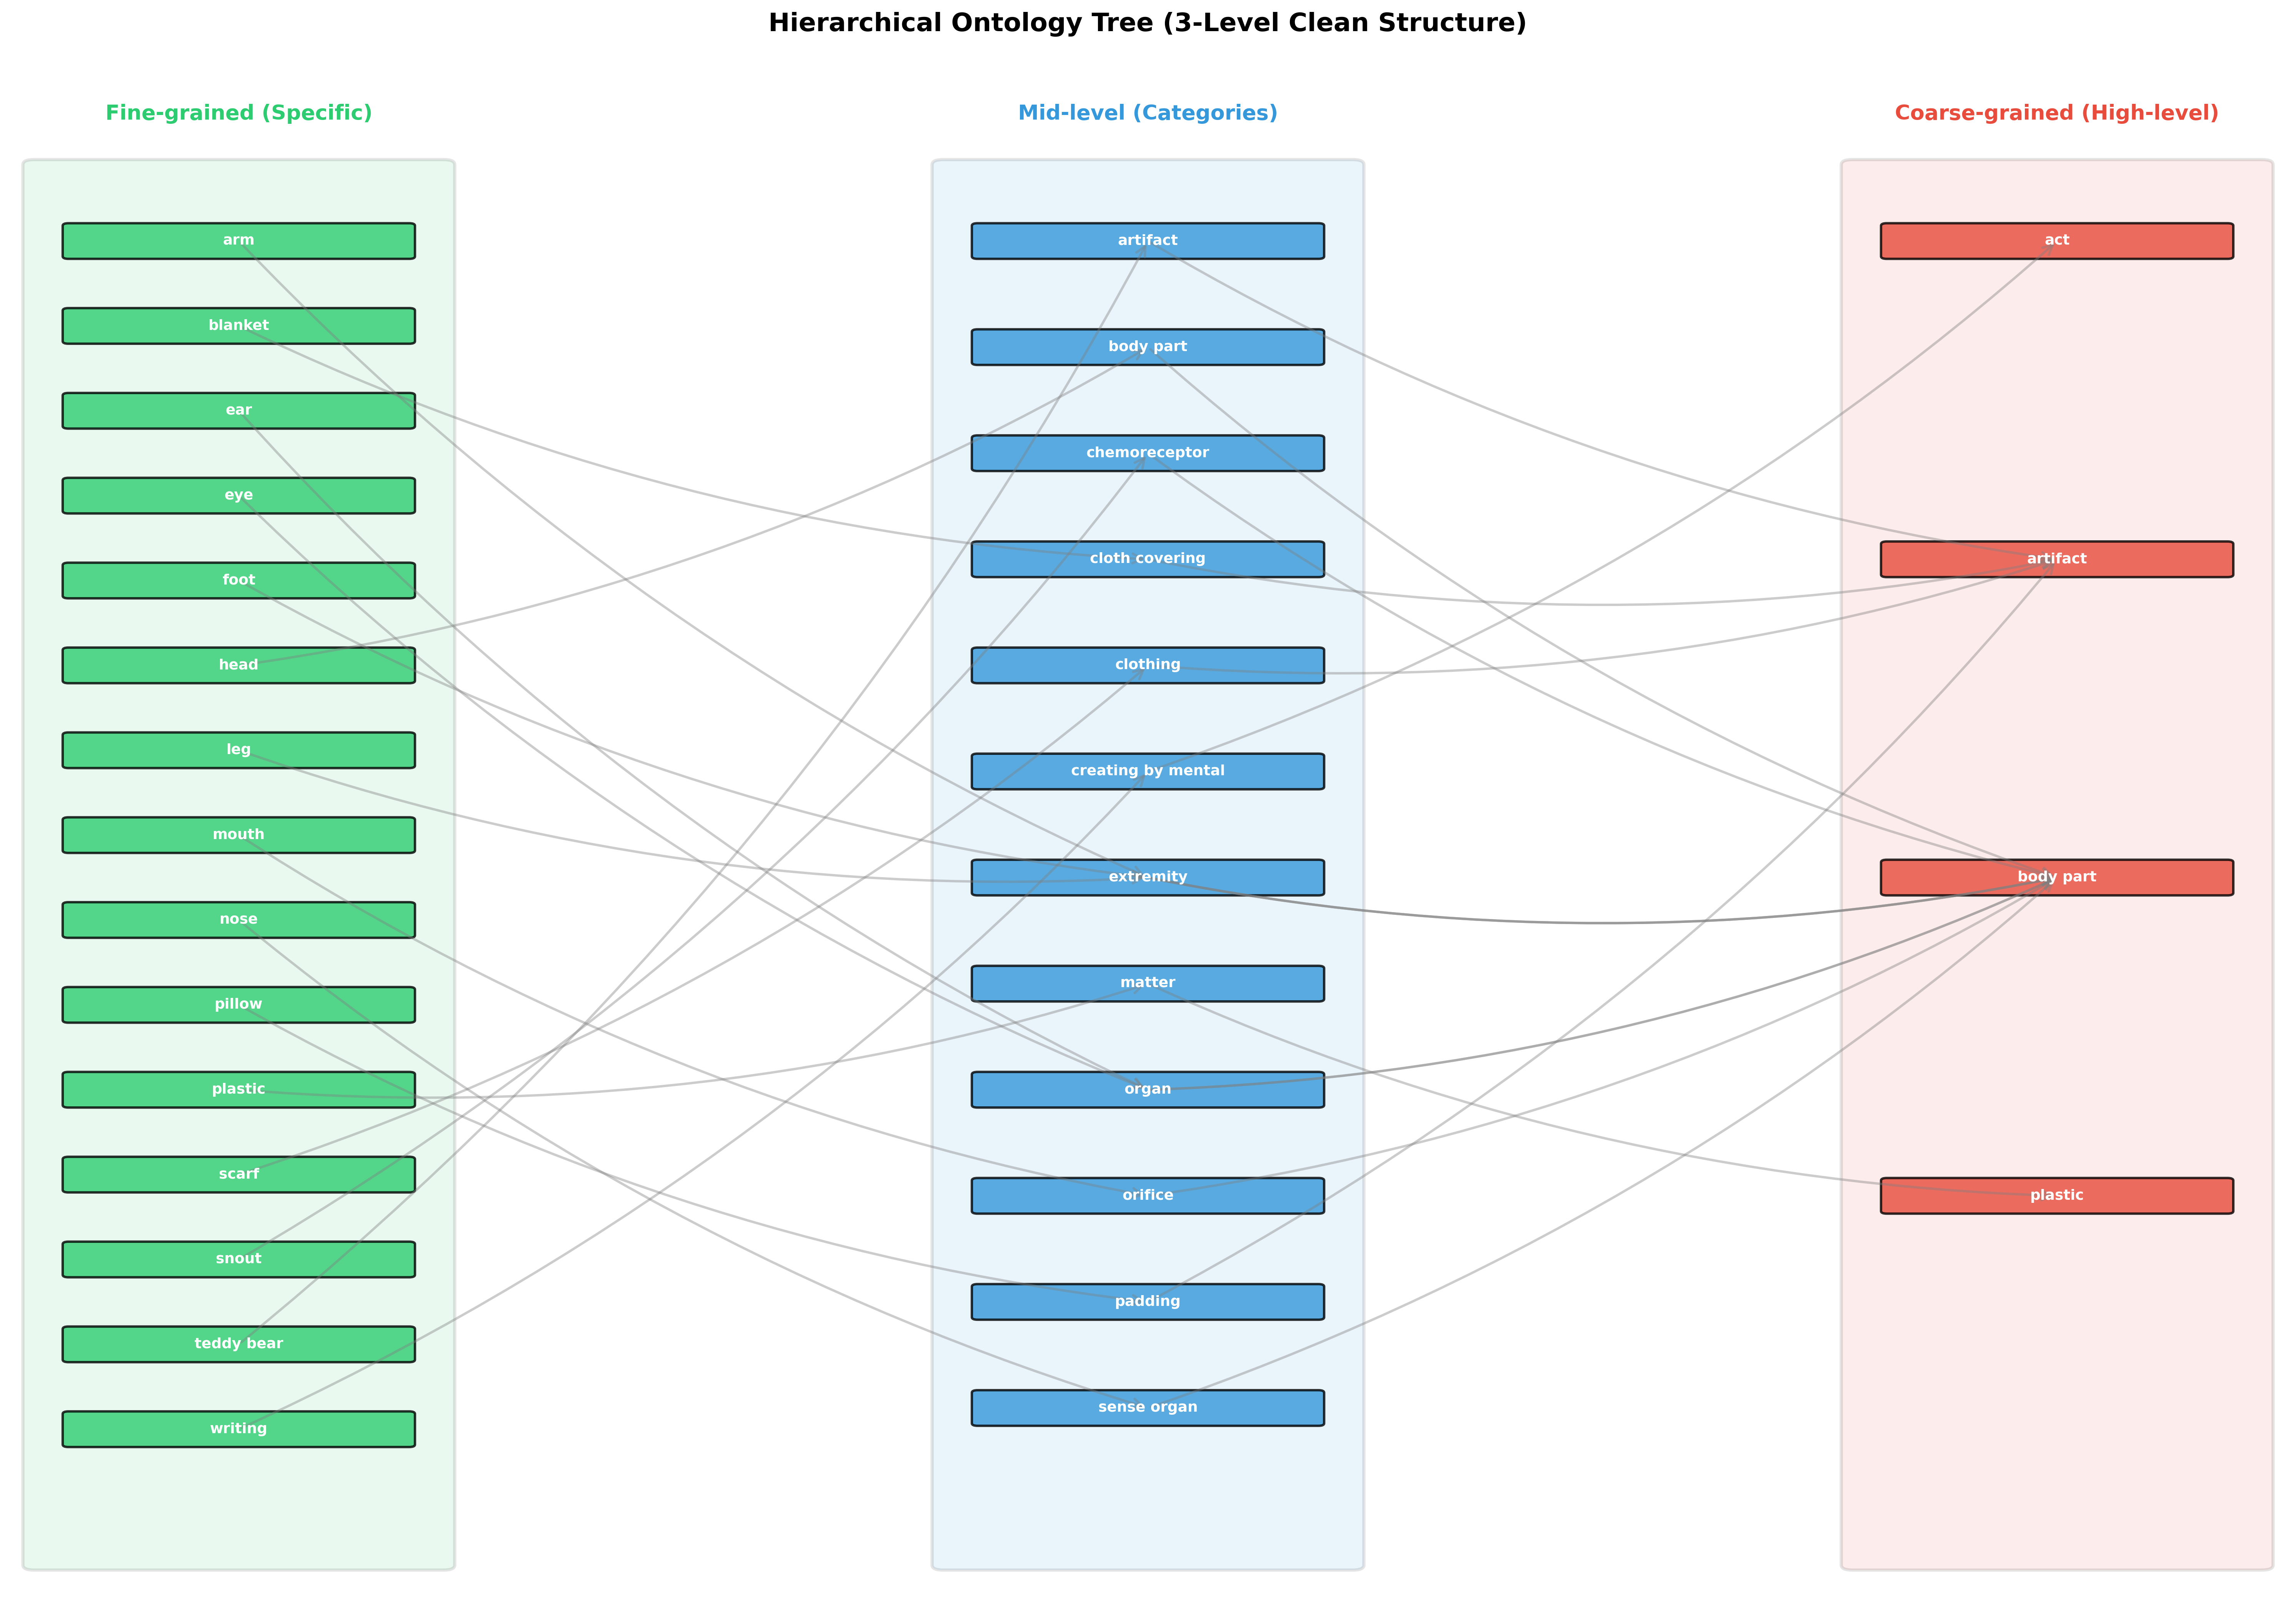 Hierarchical Ontology Tree (3-Level Clean Structure)
Fine-grained (Specific)
arm
blanket
ear
eye
foot
head
leg
mouth
nose
pillow
plastic
scarf
snout
teddy bear
writing
Mid-level (Categories)
artifact
body part
chemoreceptor
cloth covering
clothing
creating by mental
extremity
matter
organ
orifice
padding
sense organ
Coarse-grained (High-level)
act
artifact
body part
plastic